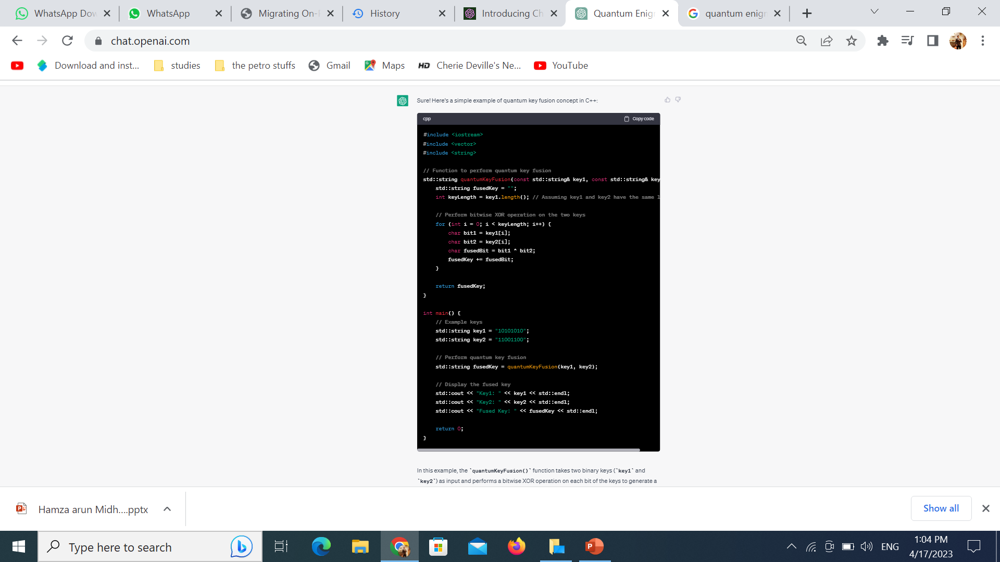 WhatsApp Dow
WhatsApp
Migrating On-
History
Introducing Ch
Quantum Enig
quantum enig
chat.openai.com
Download and inst...
studies
the petro stuffs
Gmail
Maps
HD
Cherie Deville's Ne...
YouTube
Sure! Here's a simple example of quantum key fusion concept in C++:
cpp
Copy code
#include <iostream>
#include <vector>
#include <string>
// Function to perform quantum key fusion
std::string quantumKeyFusion(const std::string& key1, const std::string& key
std::string fusedKey = "";
int keyLength = key1.length(); // Assuming key1 and key2 have the same l
// Perform bitwise XOR operation on the two keys
for (int i = 0; i < keyLength; i++) {
char bit1 = key1[i];
char bit2 = key2[i];
char fusedBit = bit1 ^ bit2;
fusedKey += fusedBit;
}
return fusedKey;
}
int main() {
// Example keys
std::string key1 = "10101010";
std::string key2 = "11001100";
// Perform quantum key fusion
std::string fusedKey = quantumKeyFusion(key1, key2);
// Display the fused key
std::cout << "Key1: " << key1 << std::endl;
std::cout << "Key2: " << key2 << std::endl;
std::cout << "Fused Key: " << fusedKey << std::endl;
return 0;
}
In this example, the `quantumKeyFusion()` function takes two binary keys (`key1` and
`key2`) as input and performs a bitwise XOR operation on each bit of the keys to generate a
Hamza arun Midh....pptx
Show all
Type here to search
ENG
1:04 PM
4/17/2023